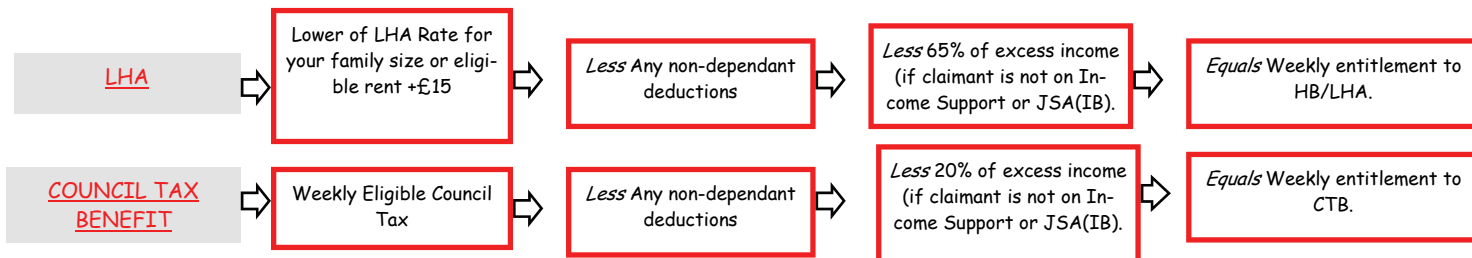 LHA
Lower of LHA Rate for
your family size or eligi-
ble rent +£15
Less Any non-dependant
deductions
Less 65% of excess income
(if claimant is not on In-
come Support or JSA(IB).
Equals Weekly entitlement to
HB/LHA.
COUNCIL TAX
BENEFIT
Weekly Eligible Council
Tax
Less Any non-dependant
deductions
Less 20% of excess income
(if claimant is not on In-
come Support or JSA(IB).
Equals Weekly entitlement to
CTB.